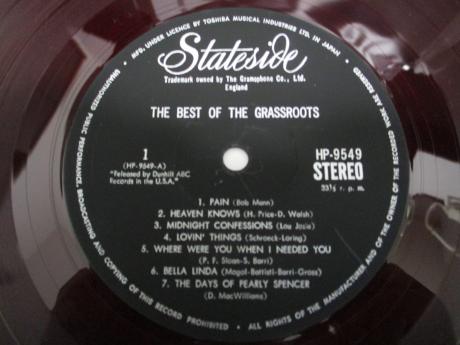 • MFG. UNDER LICENCE BY TOSHIBA MUSICAL INDUSTRIES LTD. IN JAPAN •
Stateside
Trademark owned by The Gramophone Co., Ltd.
England
THE BEST OF THE GRASSROOTS
1
(HP-9549-A)
"Released by Dunhill ABC
Records in the U.S.A."
HP-9549
STEREO
33⅓ r. p. m.
1. PAIN (Bob Mann)
2. HEAVEN KNOWS (H. Price-D. Walsh)
3. MIDNIGHT CONFESSIONS (Lou Josie)
4. LOVIN' THINGS (Schroeck-Loring)
5. WHERE WERE YOU WHEN I NEEDED YOU
(P. F. Sloan-S. Barri)
6. BELLA LINDA (Mogol-Battisti-Barri-Gross)
7. THE DAYS OF PEARLY SPENCER
(D. MacWilliams)
UNAUTHORIZED PUBLIC PERFORMANCE, BROADCASTING AND COPYING OF THIS RECORD PROHIBITED • ALL RIGHTS OF THE MANUFACTURER AND OF THE OWNER OF THE RECORDED WORK ARE RESERVED